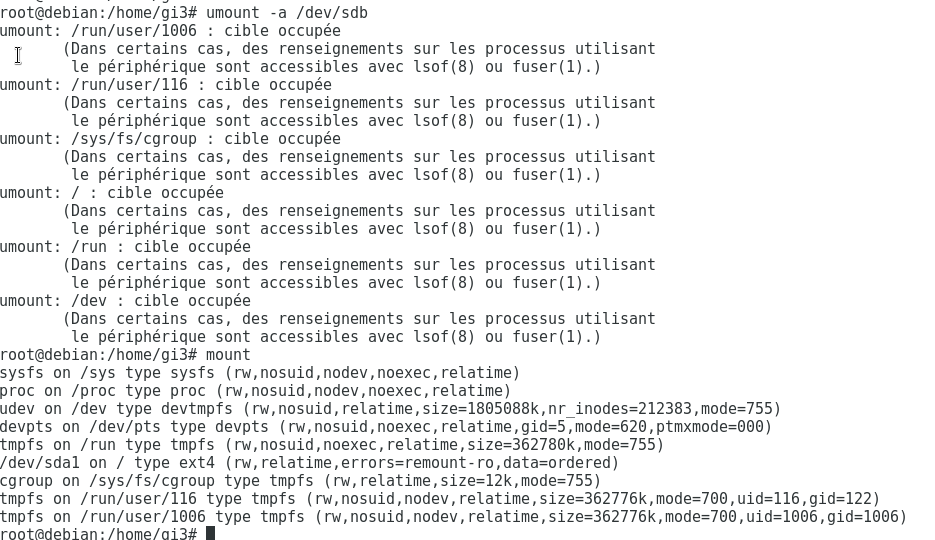 root@debian:/home/gi3# umount -a /dev/sdb
umount: /run/user/1006 : cible occupée
(Dans certains cas, des renseignements sur les processus utilisant
le périphérique sont accessibles avec lsof(8) ou fuser(1).)
umount: /run/user/116 : cible occupée
(Dans certains cas, des renseignements sur les processus utilisant
le périphérique sont accessibles avec lsof(8) ou fuser(1).)
umount: /sys/fs/cgroup : cible occupée
(Dans certains cas, des renseignements sur les processus utilisant
le périphérique sont accessibles avec lsof(8) ou fuser(1).)
umount: / : cible occupée
(Dans certains cas, des renseignements sur les processus utilisant
le périphérique sont accessibles avec lsof(8) ou fuser(1).)
umount: /run : cible occupée
(Dans certains cas, des renseignements sur les processus utilisant
le périphérique sont accessibles avec lsof(8) ou fuser(1).)
umount: /dev : cible occupée
(Dans certains cas, des renseignements sur les processus utilisant
le périphérique sont accessibles avec lsof(8) ou fuser(1).)
root@debian:/home/gi3# mount
sysfs on /sys type sysfs (rw,nosuid,nodev,noexec,relatime)
proc on /proc type proc (rw,nosuid,nodev,noexec,relatime)
udev on /dev type devtmpfs (rw,nosuid,relatime,size=1805088k,nr_inodes=212383,mode=755)
devpts on /dev/pts type devpts (rw,nosuid,noexec,relatime,gid=5,mode=620,ptmxmode=000)
tmpfs on /run type tmpfs (rw,nosuid,noexec,relatime,size=362780k,mode=755)
/dev/sda1 on / type ext4 (rw,relatime,errors=remount-ro,data=ordered)
cgroup on /sys/fs/cgroup type tmpfs (rw,relatime,size=12k,mode=755)
tmpfs on /run/user/116 type tmpfs (rw,nosuid,nodev,relatime,size=362776k,mode=700,uid=116,gid=122)
tmpfs on /run/user/1006 type tmpfs (rw,nosuid,nodev,relatime,size=362776k,mode=700,uid=1006,gid=1006)
root@debian:/home/gi3#